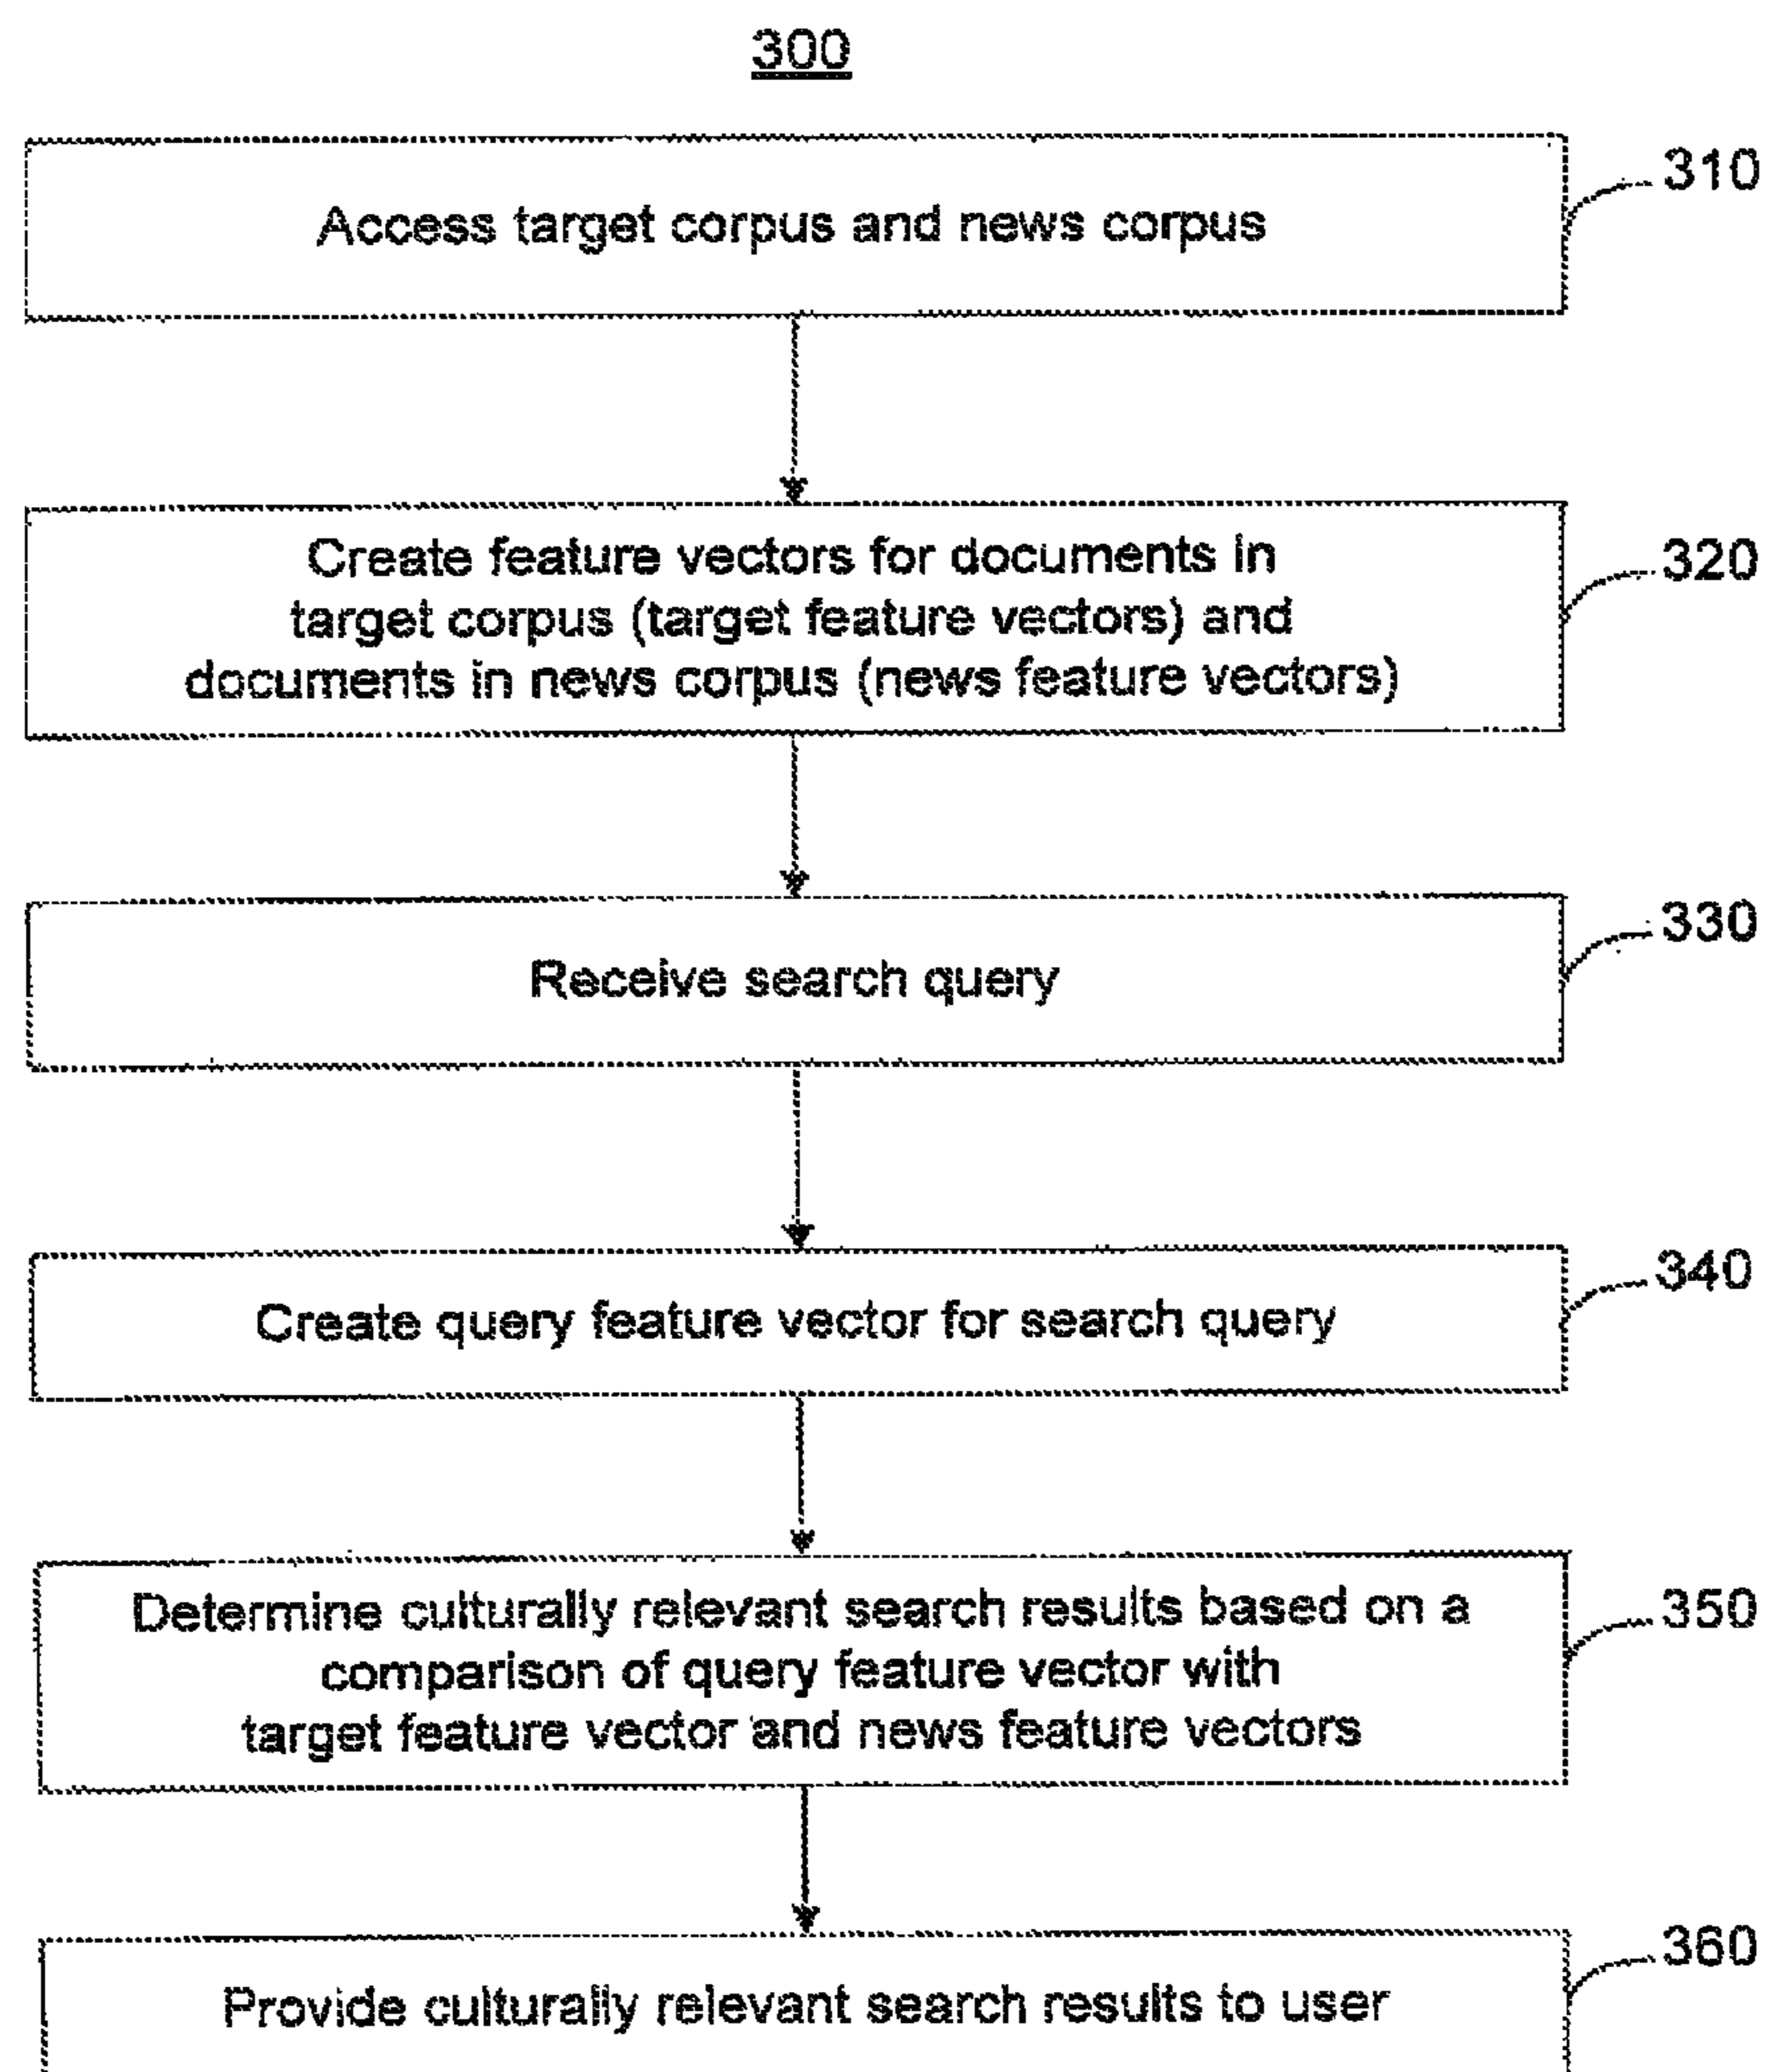 300
Access target corpus and news corpus
310
Create feature vectors for documents in
target corpus (target feature vectors) and
documents in news corpus (news feature vectors)
320
Receive search query
330
Create query feature vector for search query
340
Determine culturally relevant search results based on a
comparison of query feature vector with
target feature vector and news feature vectors
350
Provide culturally relevant search results to user
360